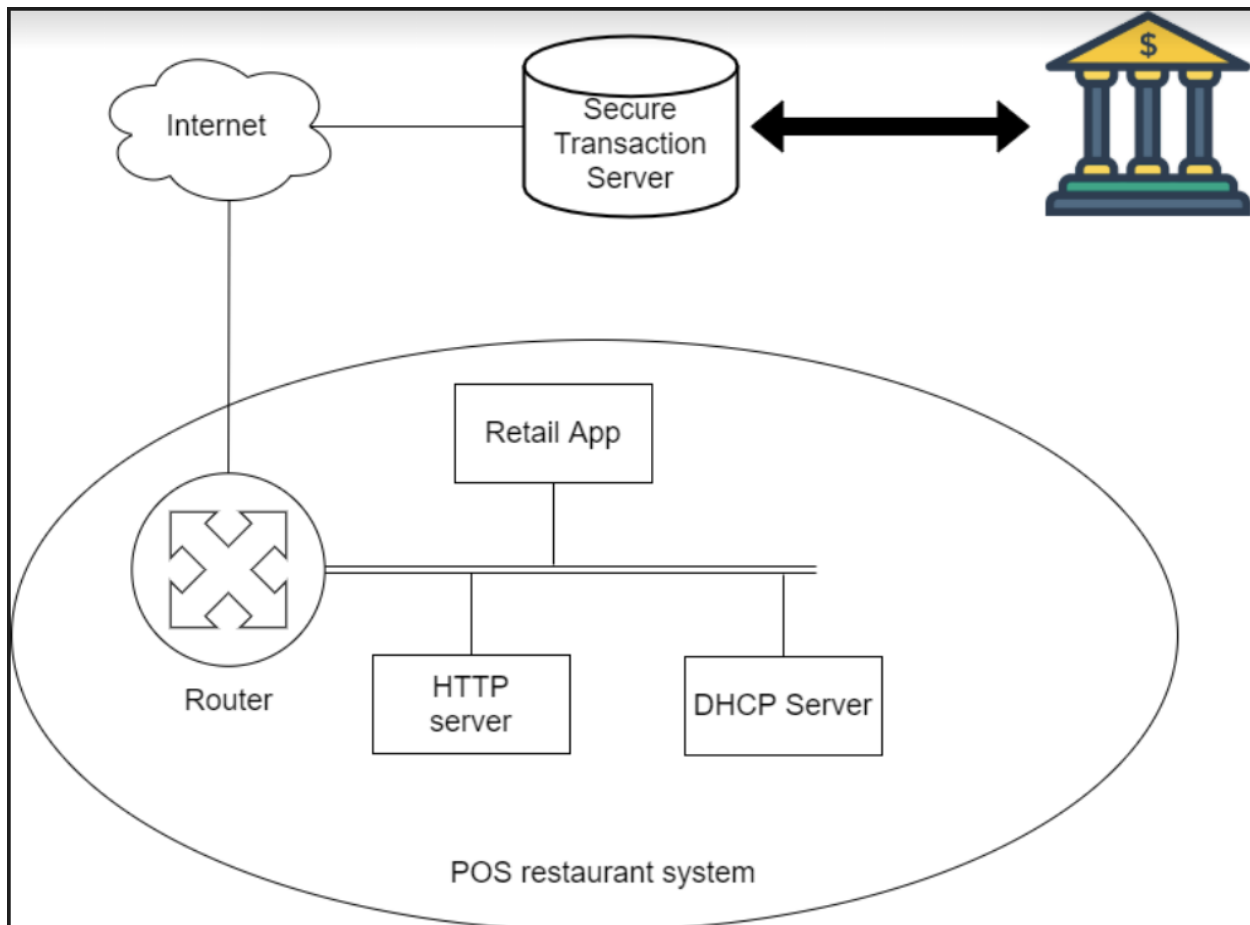 $
Internet
Secure
Transaction
Server
Retail App
Router
HTTP
server
DHCP Server
POS restaurant system